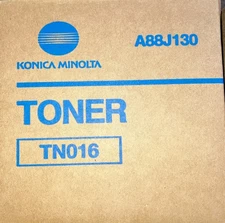 A88J130
KONICA MINOLTA
TONER
TN016